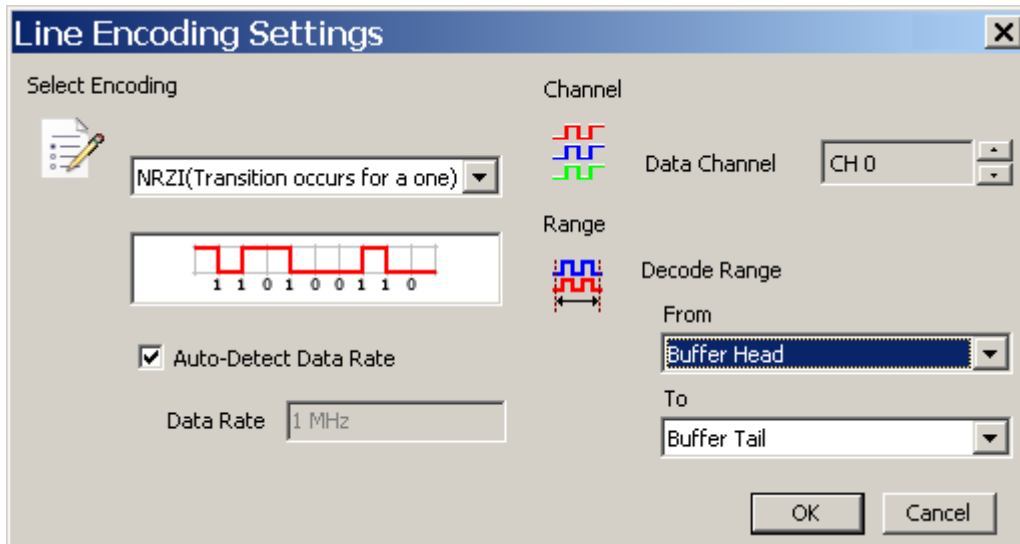 Line Encoding Settings
Select Encoding
NRZI(Transition occurs for a one)
1 1 0 1 0 0 1 1 0
Auto-Detect Data Rate
Data Rate
1 MHz
Channel
Data Channel
CH 0
Range
Decode Range
From
Buffer Head
To
Buffer Tail
OK
Cancel